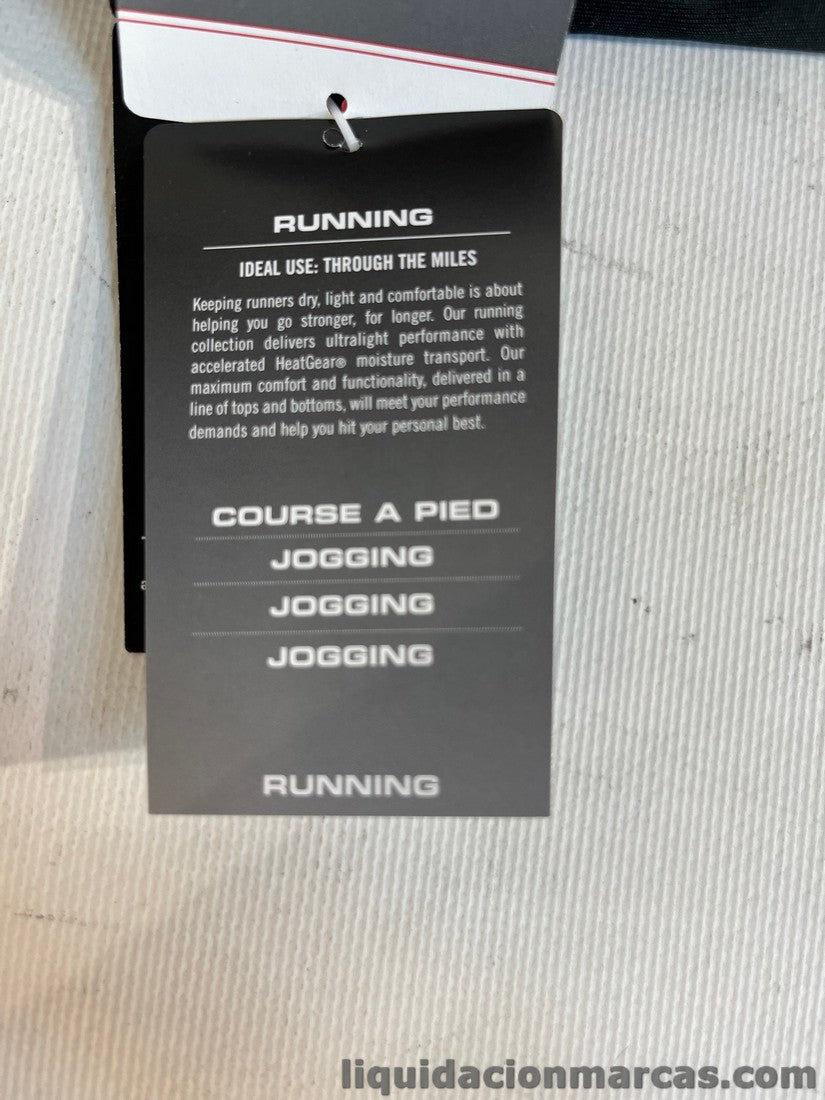 RUNNING
IDEAL USE: THROUGH THE MILES
Keeping runners dry, light and comfortable is about
helping you go stronger, for longer. Our running
collection delivers ultralight performance with
accelerated HeatGear® moisture transport. Our
maximum comfort and functionality, delivered in a
line of tops and bottoms, will meet your performance
demands and help you hit your personal best.
COURSE A PIED
JOGGING
JOGGING
JOGGING
RUNNING
liquidacionmarcas.com